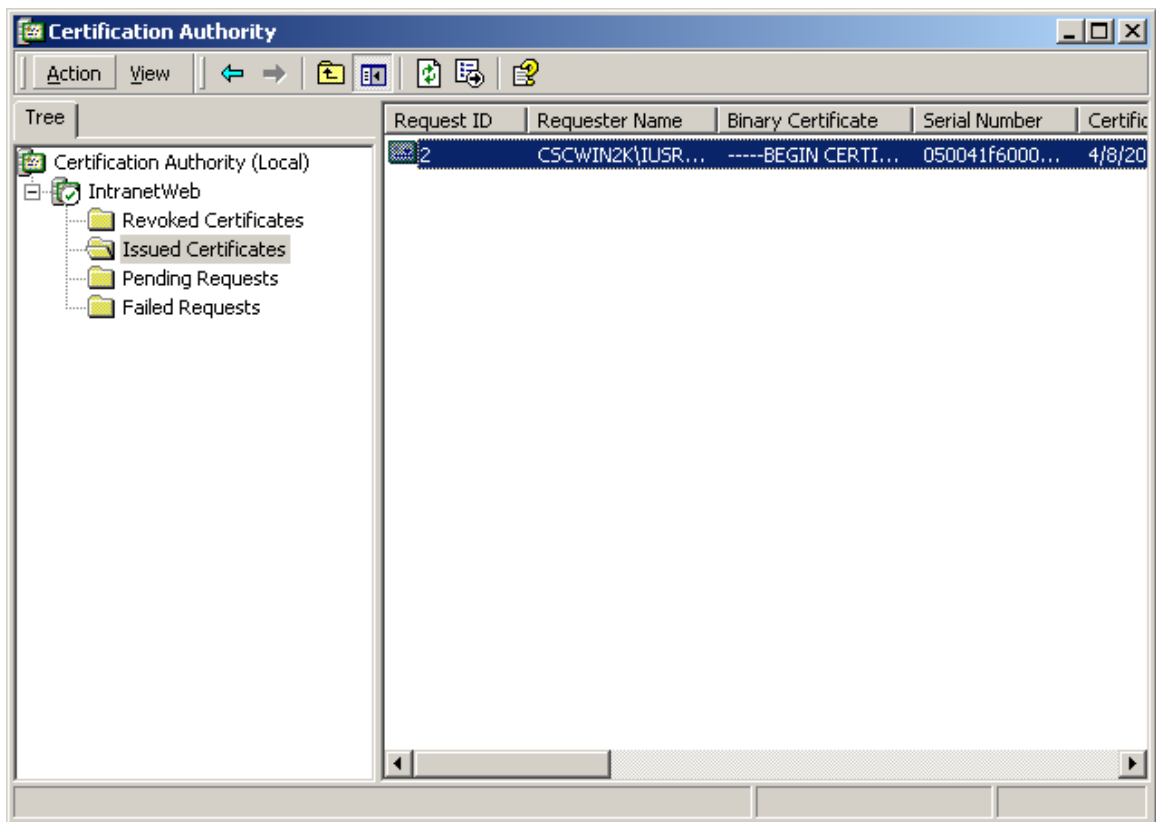 Certification Authority
Action View
Tree
Request ID Requester Name Binary Certificate Serial Number Certific
Certification Authority (Local)
2 CSCWIN2K\IUSR... -----BEGIN CERTI... 050041f6000... 4/8/20
IntranetWeb
Revoked Certificates
Issued Certificates
Pending Requests
Failed Requests